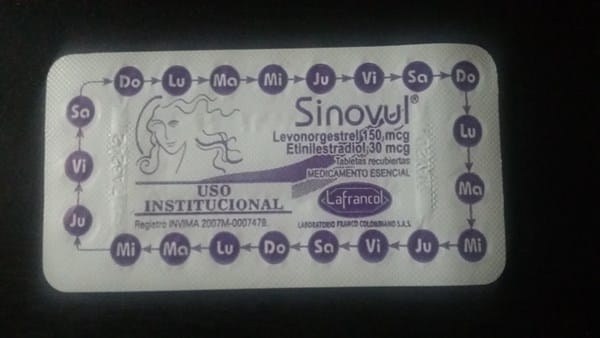 Do Lu Ma Mi Ju Vi Sa Do
Lu
Ma
Mi
Ju
Vi
Sa
Do
Lu
Ma
Mi
Ju
Vi
Sa
Sinovul®
Levonorgestrel 150 mcg
Etinilestradiol 30 mcg
Tabletas recubiertas
MEDICAMENTO ESENCIAL
Lafrancol
LABORATORIO FRANCO COLOMBIANO S.A.S.
USO
INSTITUCIONAL
Registro INVIMA 2007M-0007478